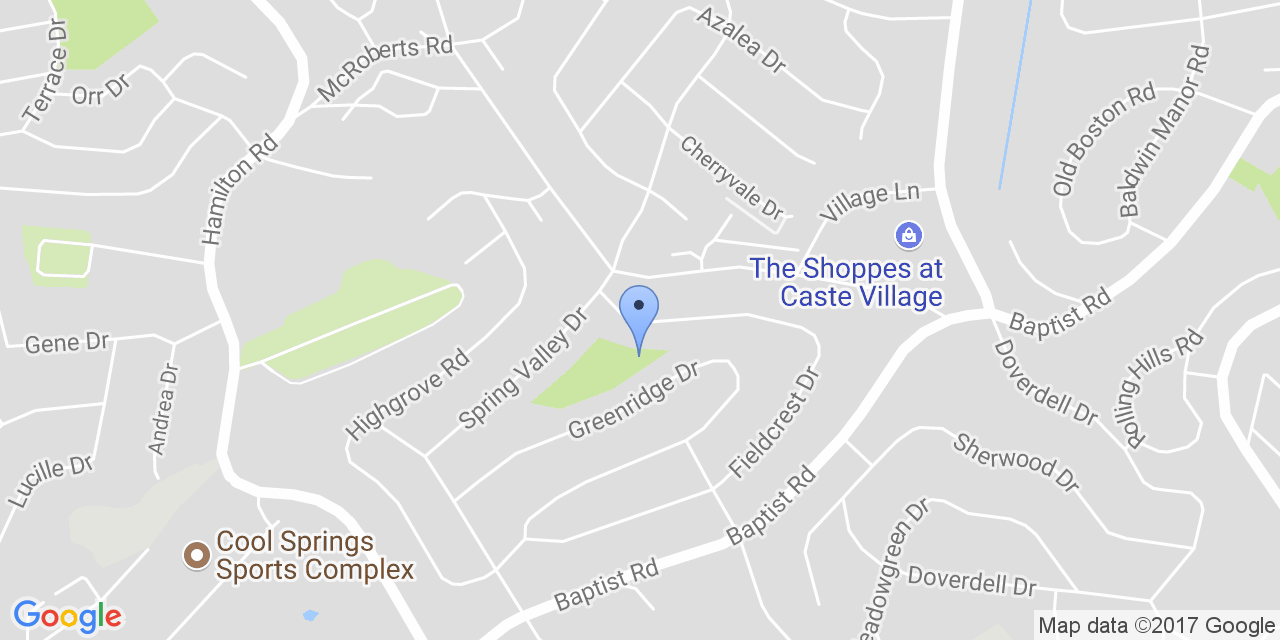 Terrace Dr
Orr Dr
McRoberts Rd
Azalea Dr
Hamilton Rd
Cherryvale Dr
Village Ln
Old Boston Rd
Baldwin Manor Rd
The Shoppes at
Caste Village
Baptist Rd
Gene Dr
Andrea Dr
Lucille Dr
Highgrove Rd
Spring Valley Dr
Greenridge Dr
Fieldcrest Dr
Doverdell Dr
Rolling Hills Rd
Sherwood Dr
Baptist Rd
Cool Springs
Sports Complex
Baptist Rd
eadowgreen Dr
Doverdell Dr
Google
Map data ©2017 Google